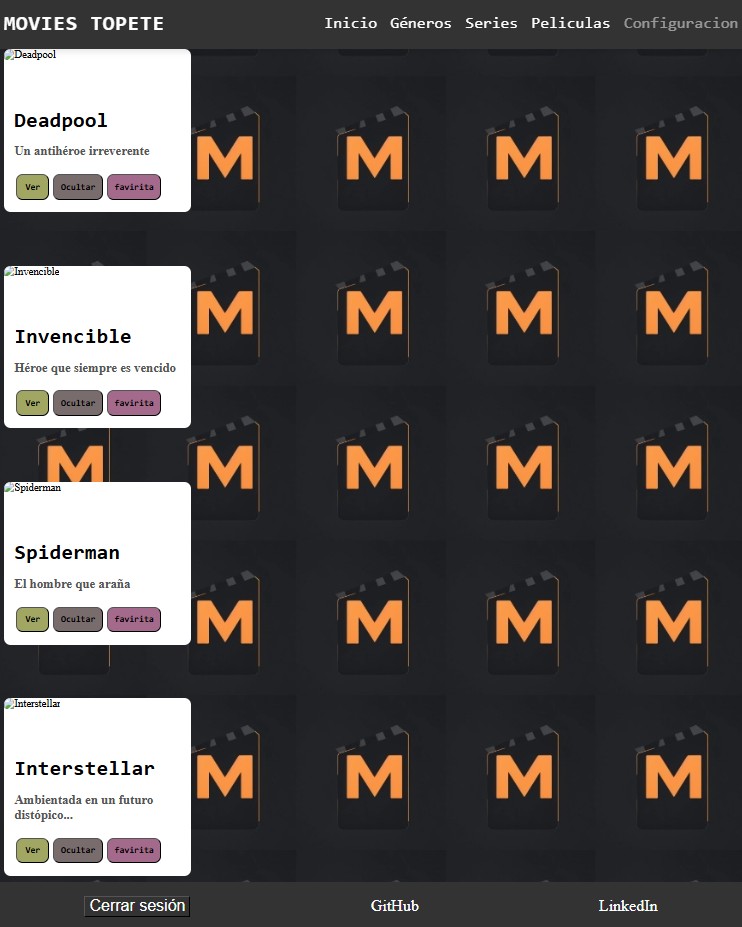 MOVIES TOPETE
Inicio Géneros Series Peliculas Configuracion
Deadpool
Deadpool
Un antihéroe irreverente
Ver Ocultar favirita
Invencible
Invencible
Héroe que siempre es vencido
Ver Ocultar favirita
Spiderman
Spiderman
El hombre que araña
Ver Ocultar favirita
Interstellar
Interstellar
Ambientada en un futuro
distópico...
Ver Ocultar favirita
M M M M
M M M M
M M M M M
M M M M
M M M M
Cerrar sesión GitHub LinkedIn